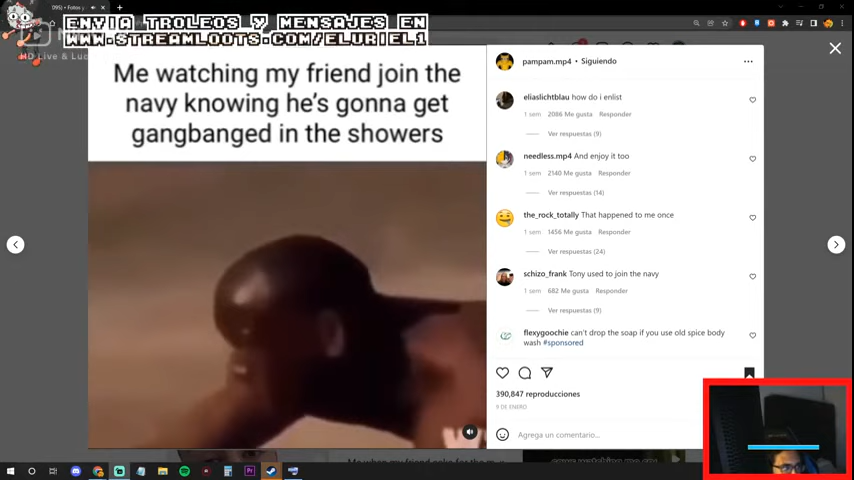 ENVIA TROLEOS Y MENSAJES EN
WWW.STREAMLOOTS.COM/ELURIEL1
HD Live &
Me watching my friend join the
navy knowing he's gonna get
gangbanged in the showers
pampam.mp4 • Siguiendo
eliaslichtblau how do i enlist
1 sem 2086 Me gusta Responder
Ver respuestas (9)
needless.mp4 And enjoy it too
1 sem 2140 Me gusta Responder
Ver respuestas (14)
the_rock_totally That happened to me once
1 sem 1456 Me gusta Responder
Ver respuestas (24)
schizo_frank Tony used to join the navy
1 sem 682 Me gusta Responder
Ver respuestas (9)
flexygoochie can't drop the soap if you use old spice body
wash #sponsored
390,847 reproducciones
9 DE ENERO
Agrega un comentario...